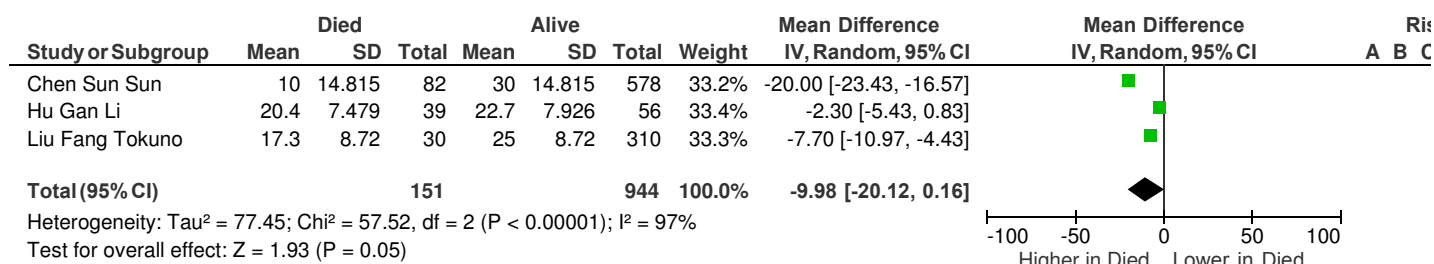 Died Alive Mean Difference Mean Difference Ris
Study or Subgroup Mean SD Total Mean SD Total Weight IV, Random, 95% CI IV, Random, 95% CI A B C
Chen Sun Sun 10 14.815 82 30 14.815 578 33.2% -20.00 [-23.43, -16.57]
Hu Gan Li 20.4 7.479 39 22.7 7.926 56 33.4% -2.30 [-5.43, 0.83]
Liu Fang Tokuno 17.3 8.72 30 25 8.72 310 33.3% -7.70 [-10.97, -4.43]
Total (95% CI) 151 944 100.0% -9.98 [-20.12, 0.16]
Heterogeneity: Tau² = 77.45; Chi² = 57.52, df = 2 (P < 0.00001); I² = 97%
Test for overall effect: Z = 1.93 (P = 0.05)
-100 -50 0 50 100
Higher in Died Lower in Died